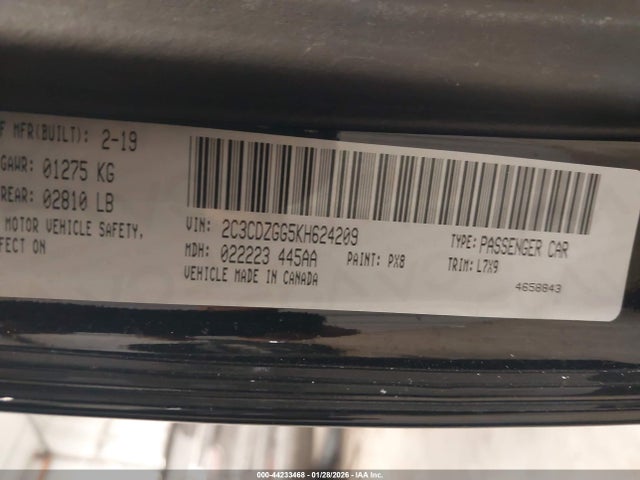 F MFR(BUILT): 2-19
GAWR: 01275 KG
REAR: 02810 LB
MOTOR VEHICLE SAFETY,
FECT ON
VIN: 2C3CDZGG5KH624209
TYPE: PASSENGER CAR
MDH: 022223 445AA PAINT: PX8 TRIM: L7X9
VEHICLE MADE IN CANADA
4658843
000-44233468 | 01/28/2026 | IAA Inc.